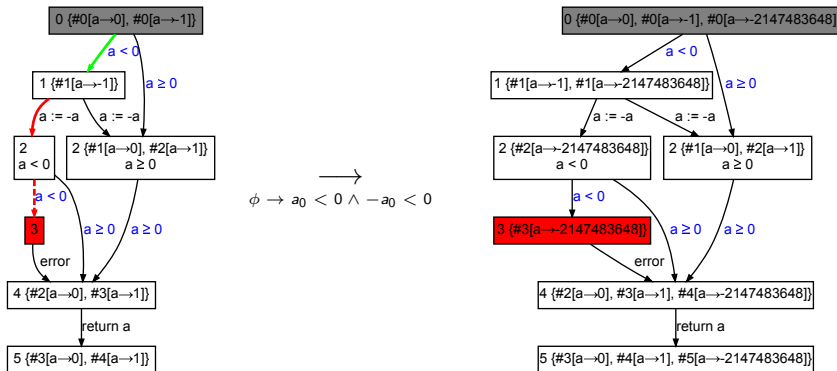 0 {#0[a→0], #0[a→-1]}
a < 0
1 {#1[a→-1]}
a ≥ 0
a := -a
a := -a
2
a < 0
2 {#1[a→0], #2[a→1]}
a ≥ 0
a < 0
a ≥ 0
a ≥ 0
3
error
4 {#2[a→0], #3[a→1]}
return a
5 {#3[a→0], #4[a→1]}
⟶
ϕ → a₀ < 0 ∧ −a₀ < 0
0 {#0[a→0], #0[a→-1], #0[a→-2147483648]}
a < 0
1 {#1[a→-1], #1[a→-2147483648]}
a ≥ 0
a := -a
a := -a
2 {#2[a→-2147483648]}
a < 0
2 {#1[a→0], #2[a→1]}
a ≥ 0
a < 0
a ≥ 0
a ≥ 0
3 {#3[a→-2147483648]}
error
4 {#2[a→0], #3[a→1], #4[a→-2147483648]}
return a
5 {#3[a→0], #4[a→1], #5[a→-2147483648]}